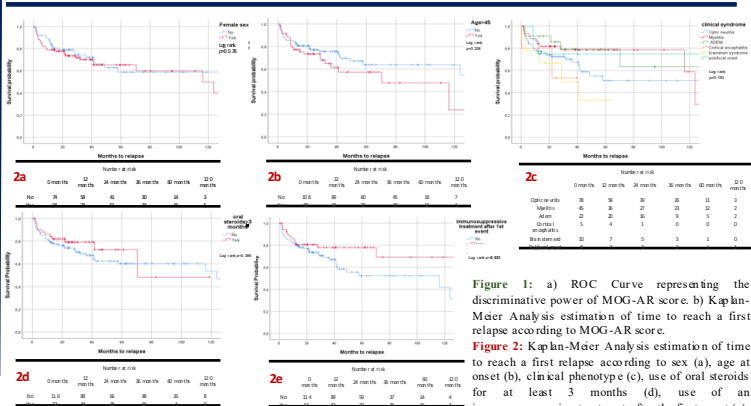 Female sex
No
Yes
Log rank
p=0.576
Survival probability
Months to relapse
Number at risk
0 months
12 months
24 months
36 months
60 months
120 months
No 74 58 41 30 14 3
2a
Age>45
No
Yes
Log rank
Survival probability
Months to relapse
Number at risk
0 months
12 months
24 months
36 months
60 months
120 months
No 108 89 60 45 18 7
2b
clinical syndrome
Optic neuritis
Myelitis
ADEM
Cortical encephalitis
brainstem syndrome
polyfocal onset
Log rank
Survival probability
Months to relapse
Number at risk
0 months 12 months 24 months 36 months 60 months 120 months
Optic neuritis 78 58 39 26 11 3
Myelitis 45 36 27 23 12 2
Adem 22 20 16 9 5 2
Cortical encephalitis 5 4 1 0 0 0
Brainstem end 10 7 5 3 1 0
2c
oral steroids>3 months
No
Yes
Log rank
Survival Probability
Months to relapse
Number at risk
0 months
12 months
24 months
36 months
60 months
120 months
No 116 88 66 48 26 8
2d
Immunosuppressive treatment after 1st event
No
Yes
Log rank
Survival Probability
Months to relapse
Number at risk
0 months
12 months
24 months
36 months
60 months
120 months
No 114 89 59 37 14 4
2e
Figure 1: a) ROC Curve representing the
discriminative power of MOG-AR score. b) Kaplan-
Meier Analysis estimation of time to reach a first
relapse according to MOG-AR score.
Figure 2: Kaplan-Meier Analysis estimation of time
to reach a first relapse according to sex (a), age at
onset (b), clinical phenotype (c), use of oral steroids
for at least 3 months (d), use of an